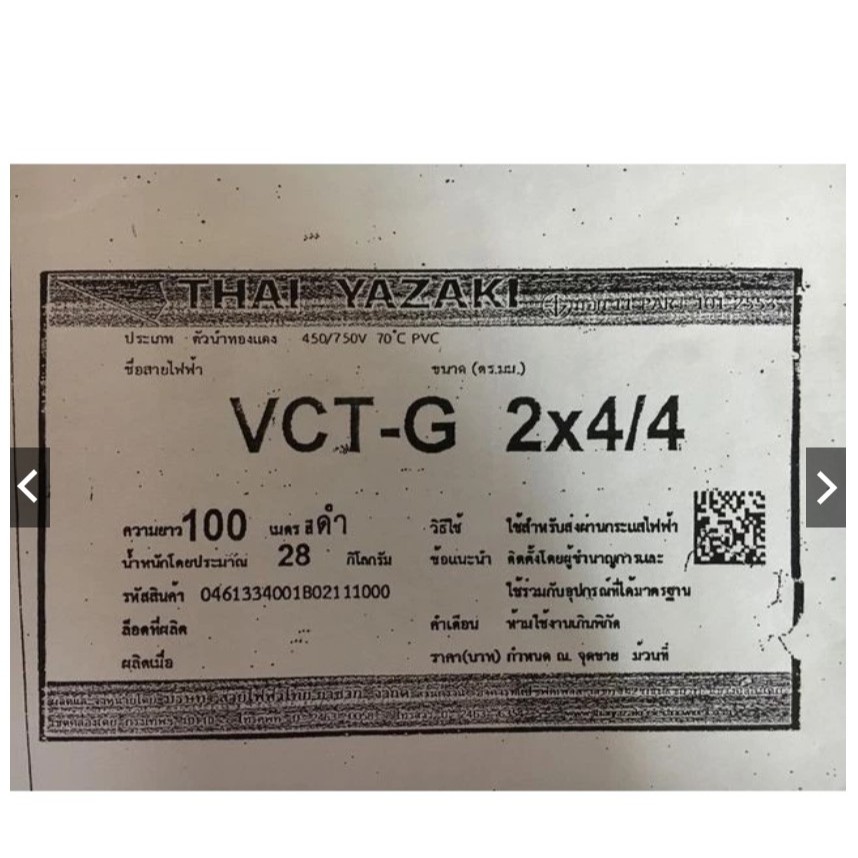 THAI YAZAKI
ประเภท ตัวนำทองแดง 450/750V 70°C PVC
ชื่อสายไฟฟ้า ขนาด (ตร.มม.)
VCT-G 2x4/4
ความยาว 100 เมตร สีดำ
น้ำหนักโดยประมาณ 28 กิโลกรัม
รหัสสินค้า 0461334001B02111000
ล็อตที่ผลิต
ผลิตเมื่อ
วิธีใช้ ใช้สำหรับส่งผ่านกระแสไฟฟ้า
ข้อแนะนำ ติดตั้งโดยผู้ชำนาญการและ
ใช้ร่วมกับอุปกรณ์ที่ได้มาตรฐาน
คำเตือน ห้ามใช้งานเกินพิกัด
ราคา(บาท) กำหนด ณ. จุดขาย ม้วนที่